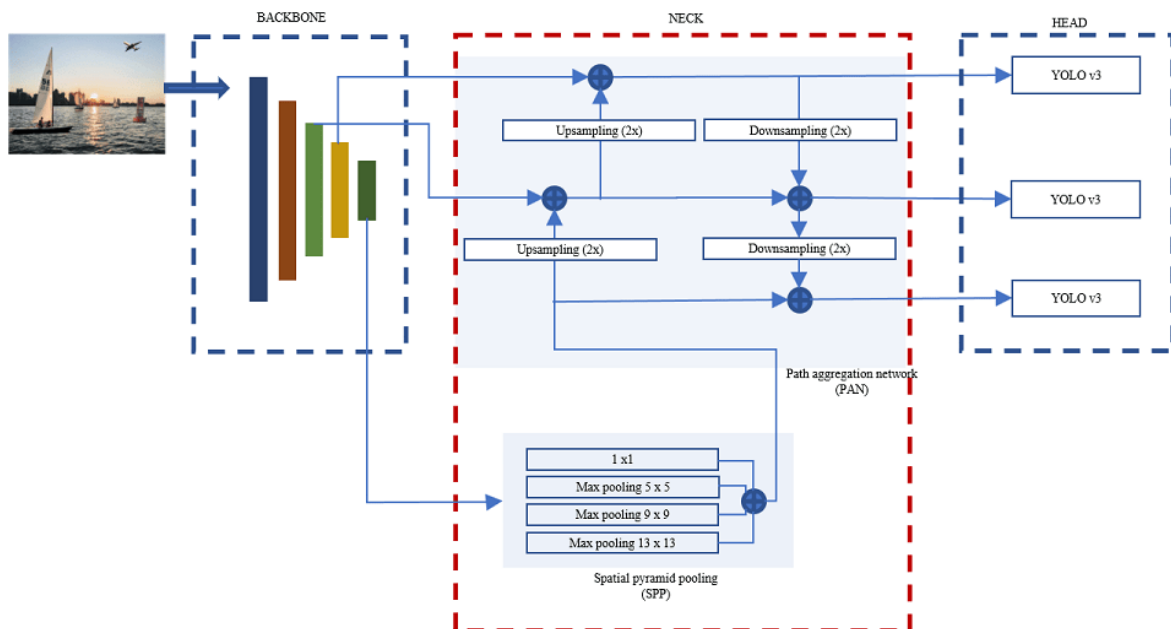 BACKBONE
NECK
HEAD
YOLO v3
Upsampling (2x)
Downsampling (2x)
YOLO v3
Upsampling (2x)
Downsampling (2x)
YOLO v3
Path aggregation network
(PAN)
1 x1
Max pooling 5 x 5
Max pooling 9 x 9
Max pooling 13 x 13
Spatial pyramid pooling
(SPP)